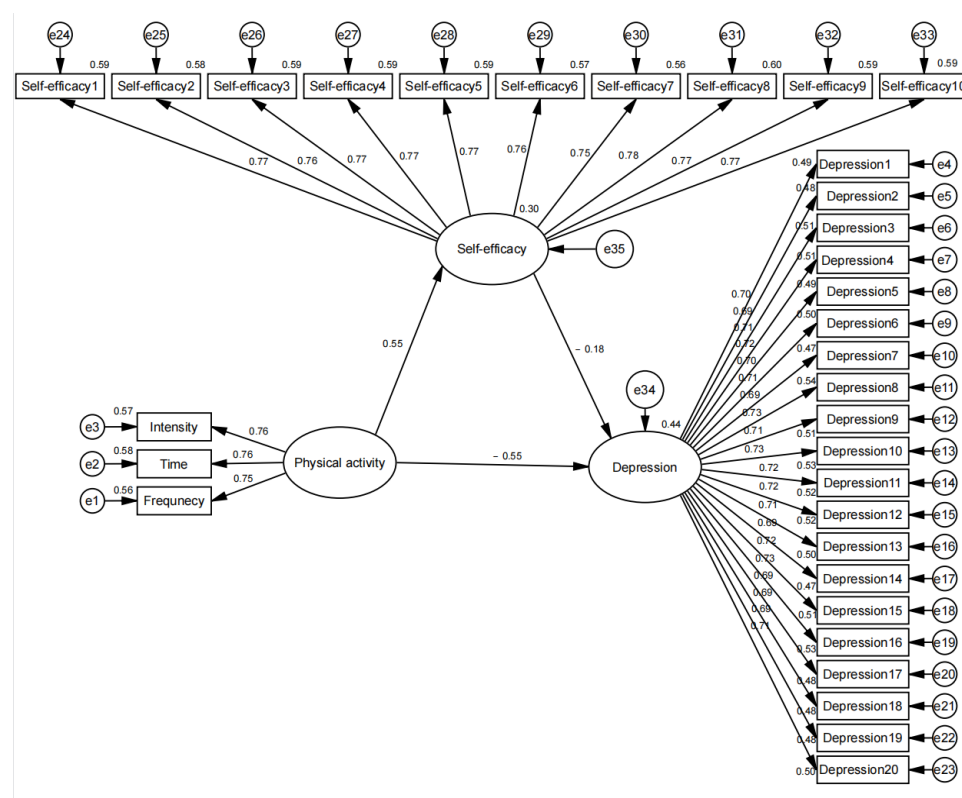 e24 e25 e26 e27 e28 e29 e30 e31 e32 e33
0.59 0.58 0.59 0.59 0.59 0.57 0.56 0.60 0.59 0.59
Self-efficacy1 Self-efficacy2 Self-efficacy3 Self-efficacy4 Self-efficacy5 Self-efficacy6 Self-efficacy7 Self-efficacy8 Self-efficacy9 Self-efficacy10
0.77 0.76 0.77 0.77 0.77 0.76 0.75 0.78 0.77 0.77
0.30
Self-efficacy
e35
0.55
− 0.18
e34
0.44
0.57
e3 Intensity 0.76
0.58
e2 Time 0.76
0.56
e1 Frequnecy 0.75
Physical activity
− 0.55
Depression
0.70
0.69
0.71
0.72
0.70
0.71
0.69
0.73
0.71
0.73
0.72
0.72
0.71
0.69
0.72
0.73
0.69
0.69
0.69
0.71
0.49 Depression1 e4
0.48 Depression2 e5
0.51 Depression3 e6
0.51 Depression4 e7
0.49 Depression5 e8
0.50 Depression6 e9
0.47 Depression7 e10
0.54 Depression8 e11
Depression9 e12
0.51 Depression10 e13
0.53 Depression11 e14
0.52 Depression12 e15
0.52 Depression13 e16
0.50 Depression14 e17
0.47 Depression15 e18
0.51 Depression16 e19
0.53 Depression17 e20
0.48 Depression18 e21
0.48 Depression19 e22
0.48
0.50 Depression20 e23